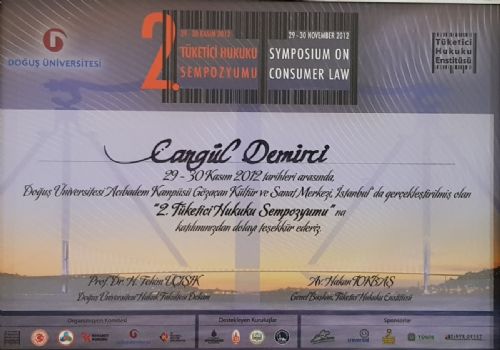 DOĞUŞ ÜNİVERSİTESİ
2.
29 - 30 KASIM 2012
TÜKETİCİ HUKUKU
SEMPOZYUMU
29 - 30 NOVEMBER 2012
SYMPOSIUM ON
CONSUMER LAW
Tüketici
Hukuku
Enstitüsü
Cangül Demirci
29 - 30 Kasım 2012 tarihleri arasında,
Doğuş Üniversitesi Acıbadem Kampüsü Gözaçan Kültür ve Sanat Merkezi, İstanbul'da gerçekleştirilmiş olan
"2. Tüketici Hukuku Sempozyumu" na
katılımınızdan dolayı teşekkür ederiz.
Prof. Dr. H. Tekin ÜÇIŞIK
Doğuş Üniversitesi Hukuk Fakültesi Dekanı
Av. Hakan TOKBAŞ
Genel Başkan, Tüketici Hukuku Enstitüsü
Organizasyon Komitesi
Destekleyen Kuruluşlar
Sponsorlar